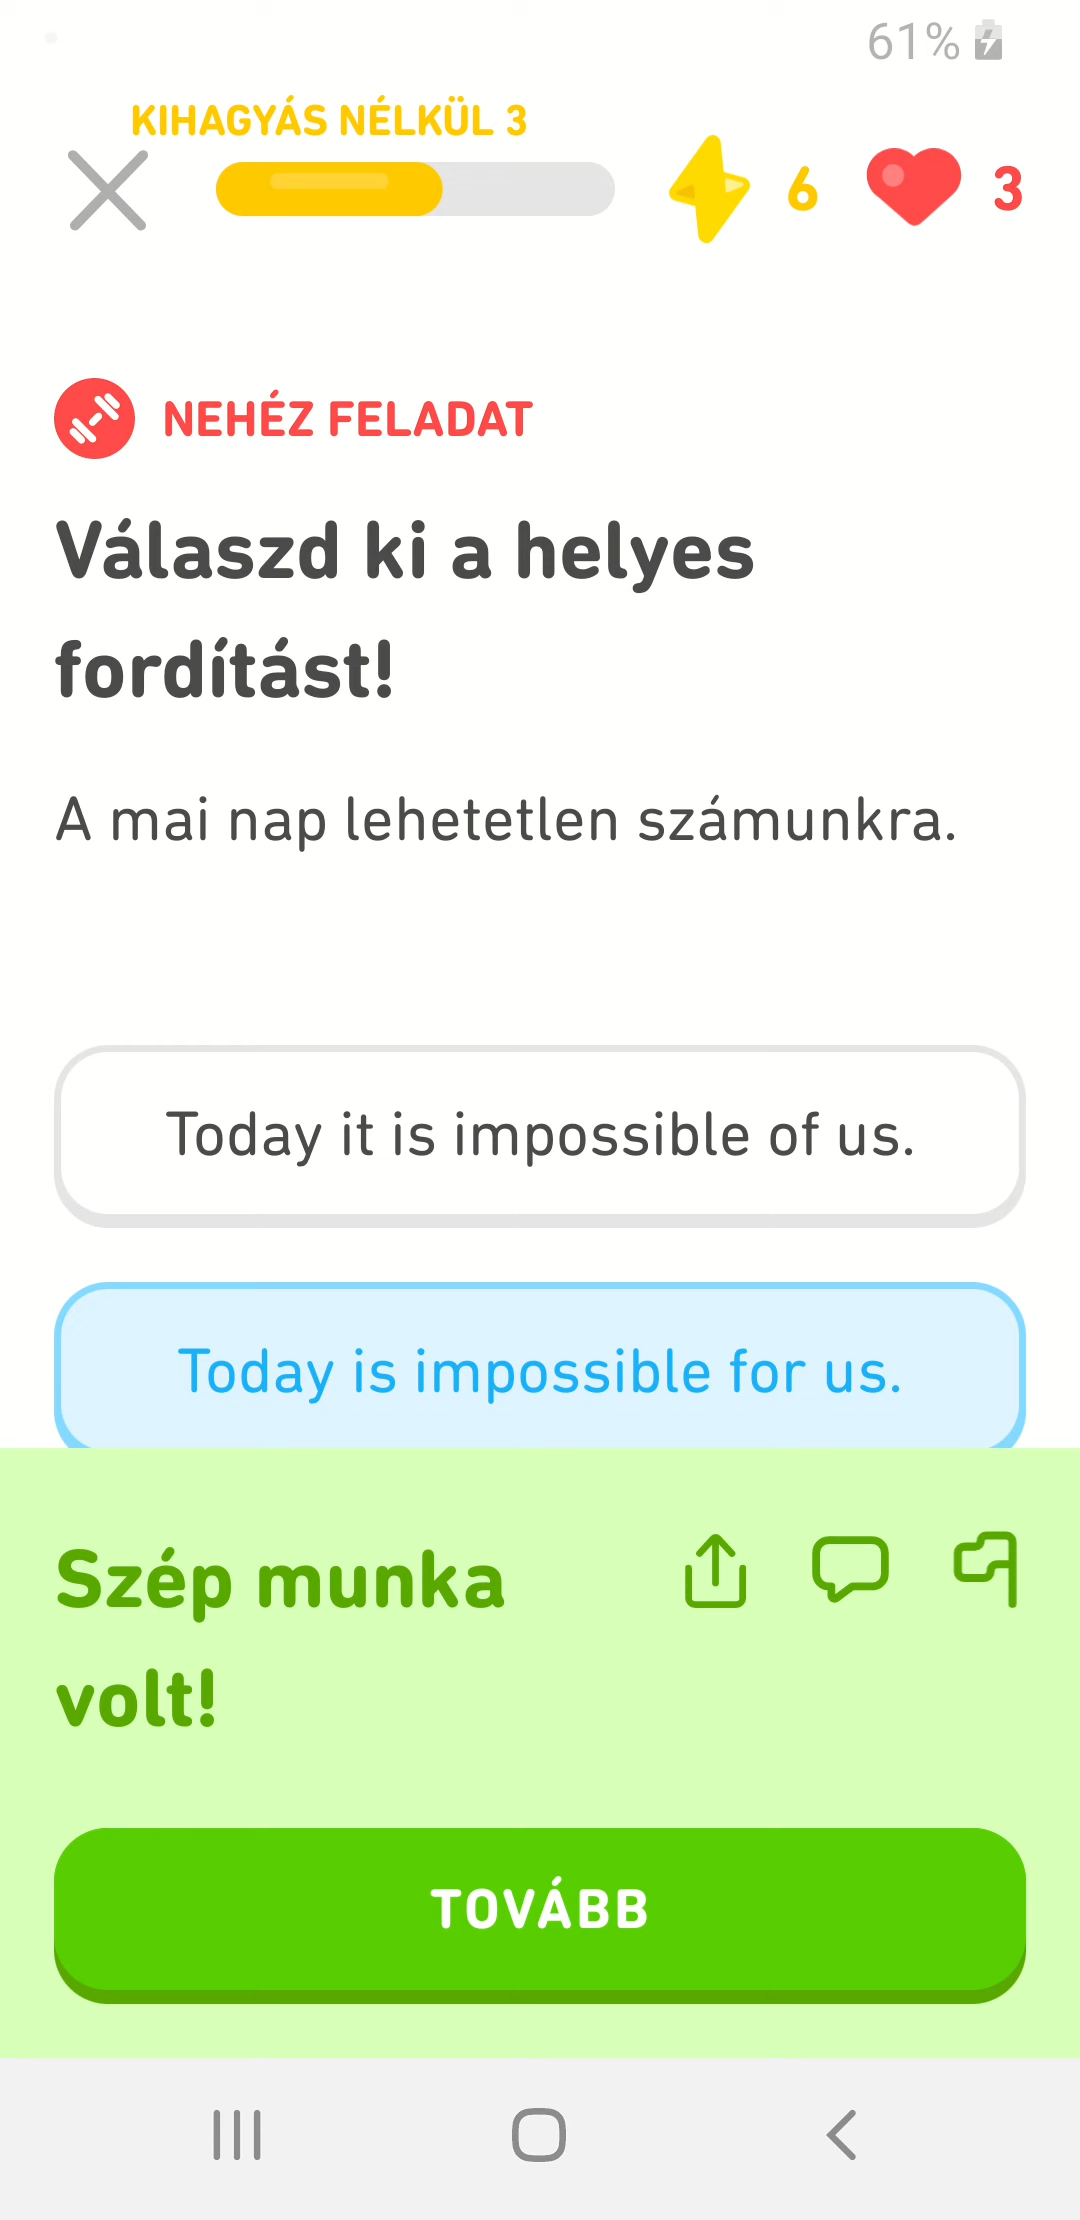 61%
KIHAGYÁS NÉLKÜL 3
6
3
NEHÉZ FELADAT
Válaszd ki a helyes
fordítást!
A mai nap lehetetlen számunkra.
Today it is impossible of us.
Today is impossible for us.
Szép munka
volt!
TOVÁBB